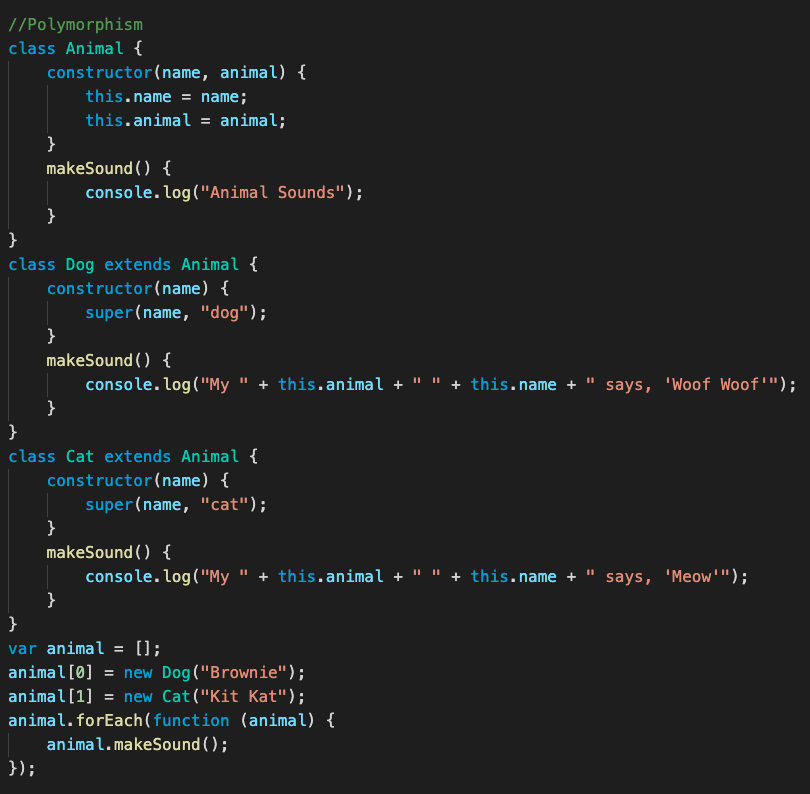 //Polymorphism
class Animal {
    constructor(name, animal) {
        this.name = name;
        this.animal = animal;
    }
    makeSound() {
        console.log("Animal Sounds");
    }
}
class Dog extends Animal {
    constructor(name) {
        super(name, "dog");
    }
    makeSound() {
        console.log("My " + this.animal + " " + this.name + " says, 'Woof Woof'");
    }
}
class Cat extends Animal {
    constructor(name) {
        super(name, "cat");
    }
    makeSound() {
        console.log("My " + this.animal + " " + this.name + " says, 'Meow'");
    }
}
var animal = [];
animal[0] = new Dog("Brownie");
animal[1] = new Cat("Kit Kat");
animal.forEach(function (animal) {
    animal.makeSound();
});